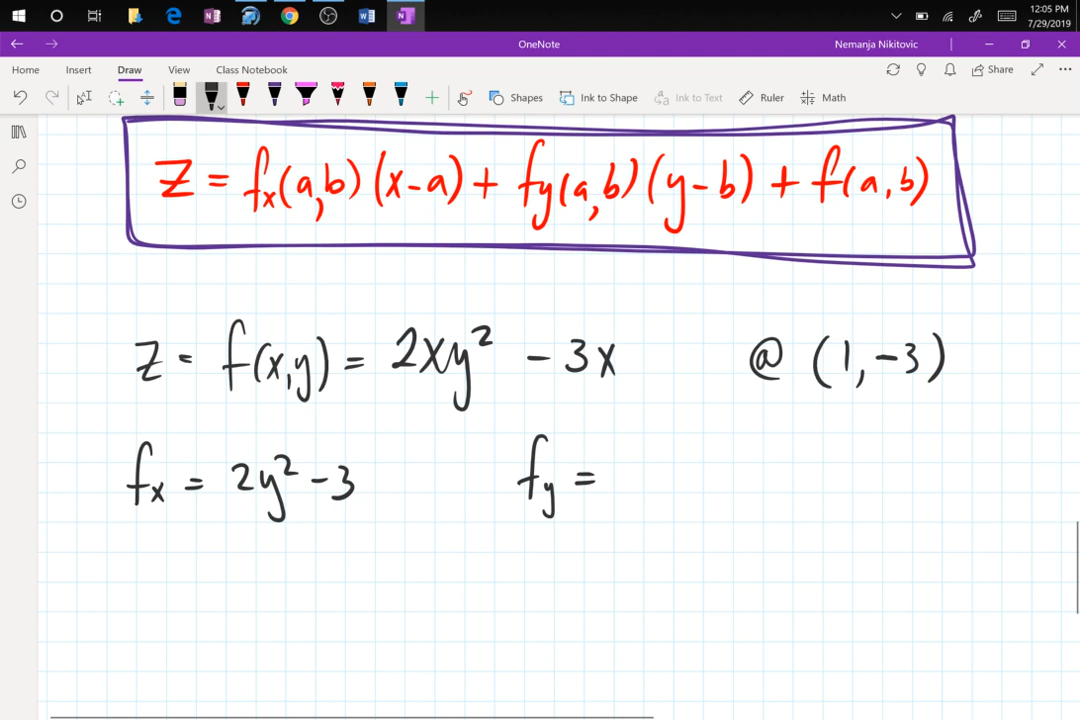 12:05 PM
7/29/2019
OneNote
Nemanja Nikitovic
Home Insert Draw View Class Notebook
Share
Shapes Ink to Shape Ink to Text Ruler Math
Z = fx(a,b)(x-a) + fy(a,b)(y-b) + f(a,b)
Z = f(x,y) = 2xy² - 3x @ (1,-3)
fx = 2y² - 3 fy =